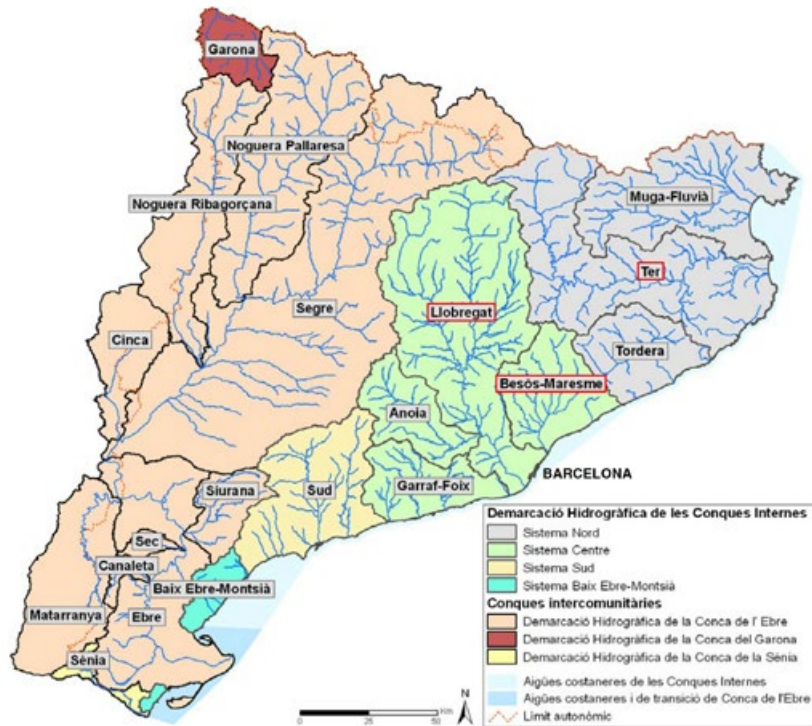 Garona
Noguera Pallaresa
Muga-Fluvià
Noguera Ribagorçana
Ter
Segre
Llobregat
Cinca
Tordera
Besòs-Maresme
Anoia
BARCELONA
Siurana
Sud
Garraf-Foix
Sec
Canaleta
Baix Ebre-Montsià
Matarranya
Ebre
Sénia
Demarcació Hidrogràfica de les Conques Internes
Sistema Nord
Sistema Centre
Sistema Sud
Sistema Baix Ebre-Montsià
Conques intercomunitàries
Demarcació Hidrogràfica de la Conca de l'Ebre
Demarcació Hidrogràfica de la Conca del Garona
Demarcació Hidrogràfica de la Conca de la Sénia
Aigües costaneres de les Conques Internes
Aigües costaneres i de transició de Conca de l'Ebre
Límit autonòmic
Km
0 25 50
N